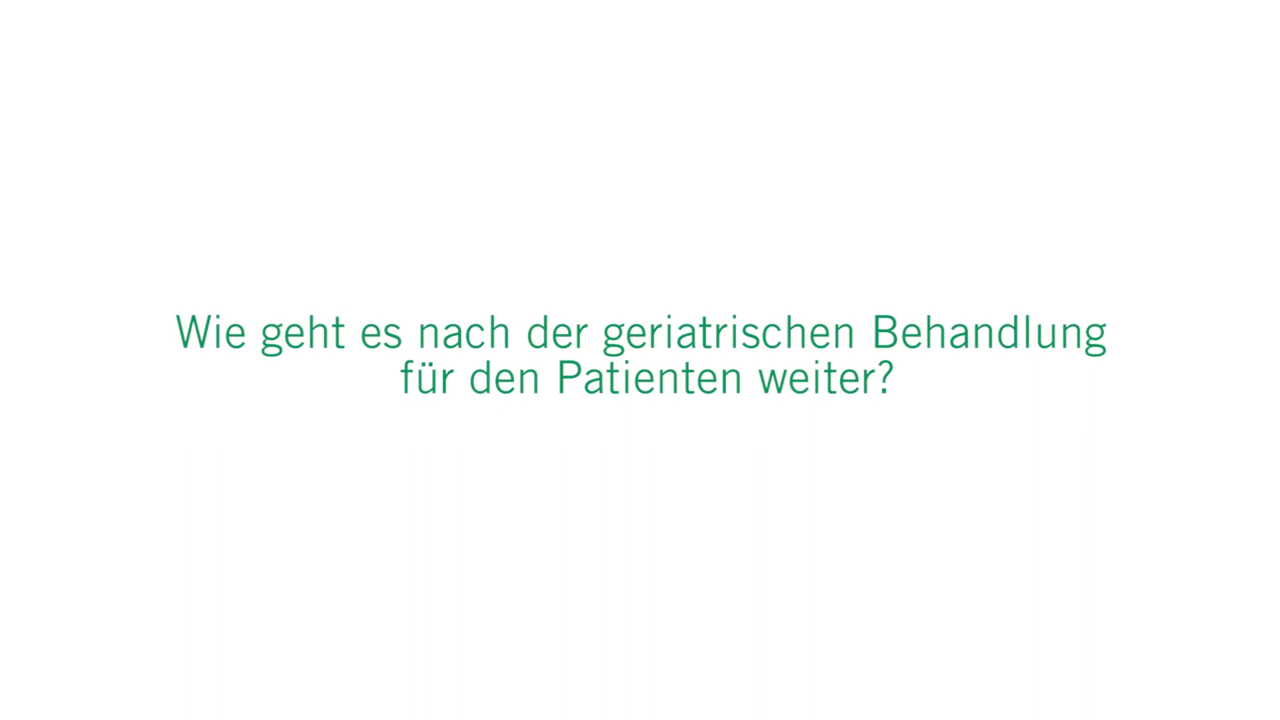 Wie geht es nach der geriatrischen Behandlung
für den Patienten weiter?